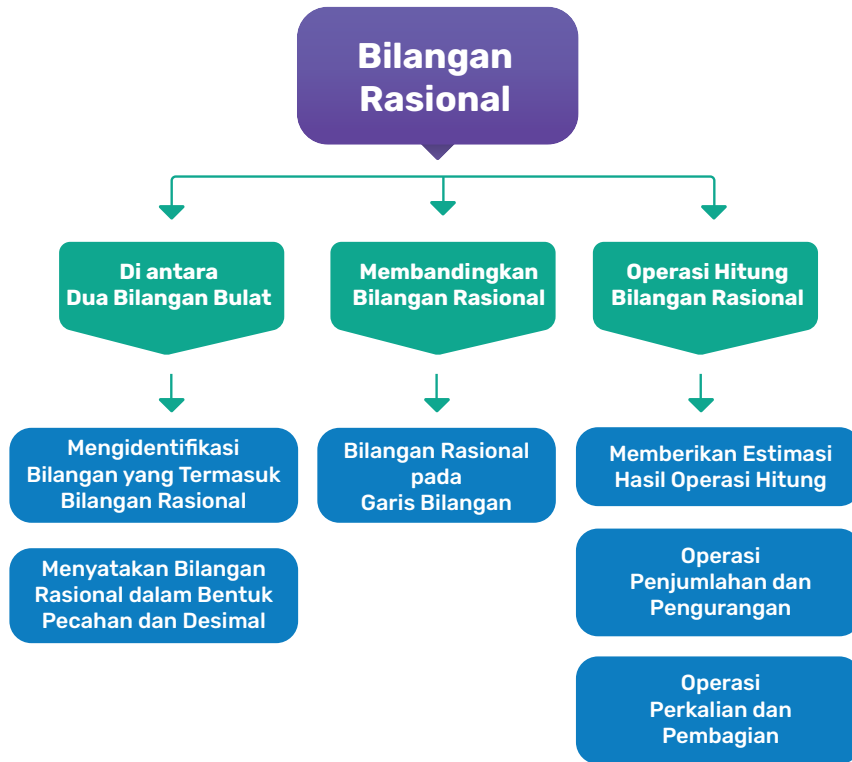 Bilangan
Rasional
Di antara
Dua Bilangan Bulat
Membandingkan
Bilangan Rasional
Operasi Hitung
Bilangan Rasional
Mengidentifikasi
Bilangan yang Termasuk
Bilangan Rasional
Menyatakan Bilangan
Rasional dalam Bentuk
Pecahan dan Desimal
Bilangan Rasional
pada
Garis Bilangan
Memberikan Estimasi
Hasil Operasi Hitung
Operasi
Penjumlahan dan
Pengurangan
Operasi
Perkalian dan
Pembagian